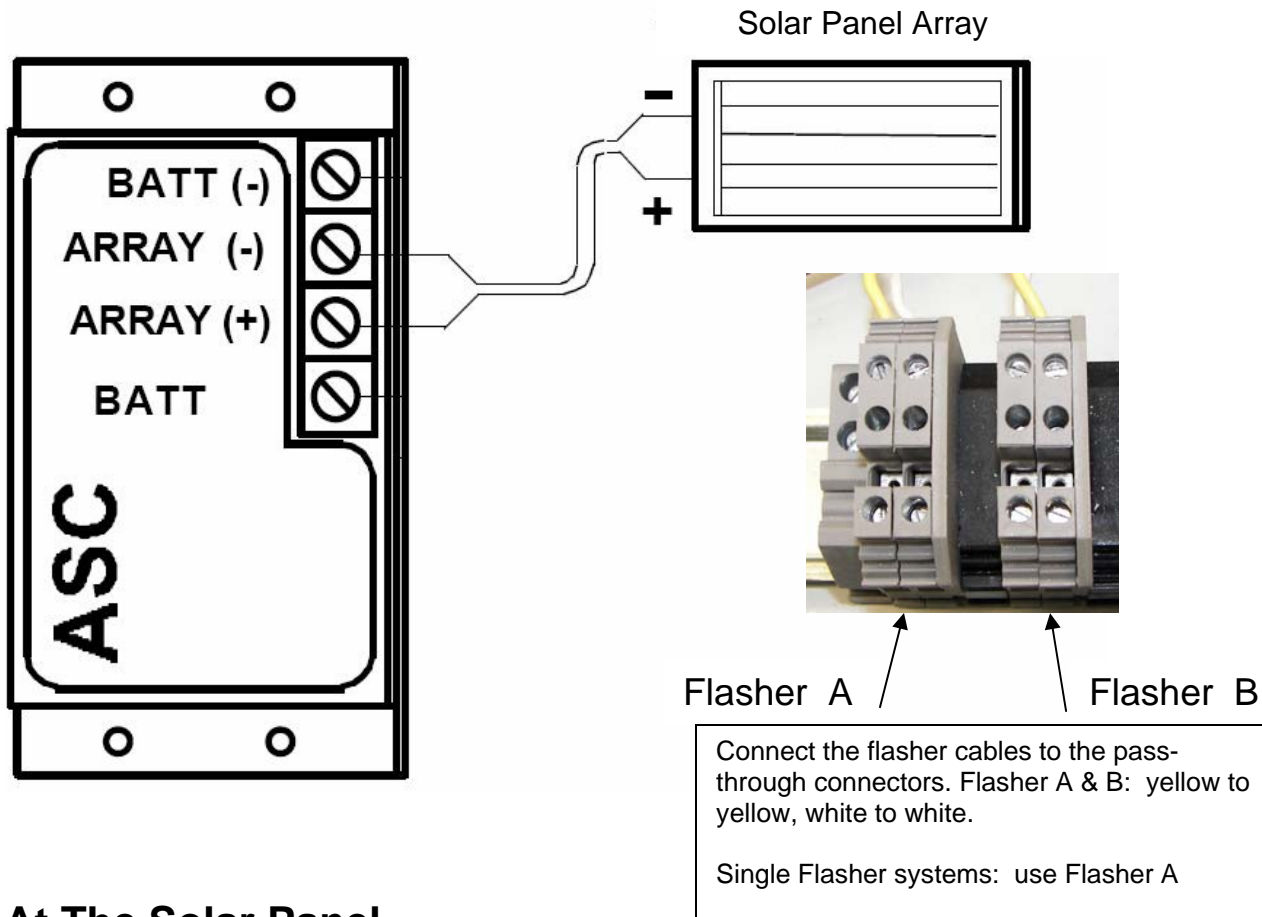 Solar Panel Array
-
+
BATT (-)
ARRAY (-)
ARRAY (+)
BATT
ASC
Flasher A
Flasher B
Connect the flasher cables to the pass-
through connectors. Flasher A & B: yellow to
yellow, white to white.
Single Flasher systems: use Flasher A
At The Solar Panel